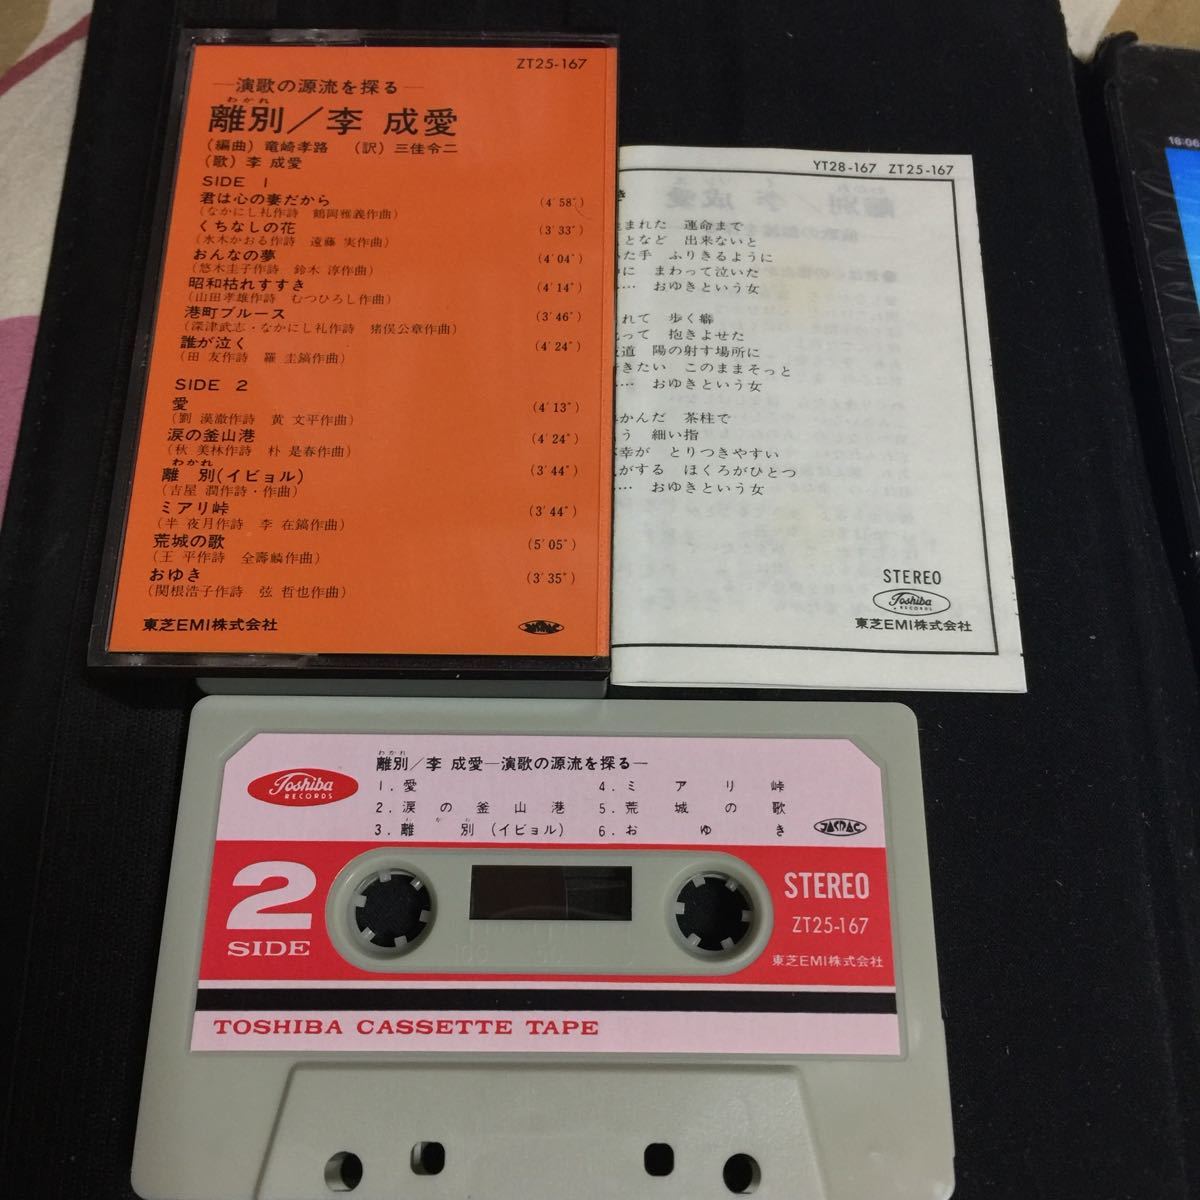 ZT25-167
—演歌の源流を探る—
わかれ
離別／李 成愛
(編曲) 竜崎孝路 (訳) 三佳令二
(歌) 李 成愛
SIDE 1
君は心の妻だから (4'58")
(なかにし礼作詩 鶴岡雅義作曲)
くちなしの花 (3'33")
(水木かおる作詩 遠藤 実作曲)
おんなの夢 (4'04")
(悠木圭子作詩 鈴木 淳作曲)
昭和枯れすすき (4'14")
(山田孝雄作詩 むつひろし作曲)
港町ブルース (3'46")
(深津武志・なかにし礼作詩 猪俣公章作曲)
誰が泣く (4'24")
(田 友作詩 羅 圭鎬作曲)
SIDE 2
愛 (4'13")
(劉 漢澈作詩 黄 文平作曲)
涙の釜山港 (4'24")
(秋 美林作詩 朴 是春作曲)
わかれ
離 別(イビョル) (3'44")
(吉屋 潤作詩・作曲)
ミアリ峠 (3'44")
(半 夜月作詩 李 在鎬作曲)
荒城の歌 (5'05")
(王 平作詩 全壽麟作曲)
おゆき (3'35")
(関根浩子作詩 弦 哲也作曲)
東芝EMI株式会社
YT28-167 ZT25-167
き
まれた 運命まで
となど 出来ないと
た手 ふりきるように
に まわって泣いた
… おゆきという女
れて 歩く癖
って 抱きよせた
道 陽の射す場所に
きたい このままそっと
… おゆきという女
かんだ 茶柱で
う 細い指
幸が とりつきやすい
がする ほくろがひとつ
… おゆきという女
STEREO
Toshiba
RECORDS
東芝EMI株式会社
16:06
Toshiba
RECORDS
わかれ
離別／李 成愛—演歌の源流を探る—
1. 愛 4. ミアリ峠
2. 涙の釜山港 5. 荒城の歌
わかれ
3. 離別(イビョル) 6. おゆき
JACRAC
2
SIDE
STEREO
ZT25-167
東芝EMI株式会社
100 50 0
TOSHIBA CASSETTE TAPE